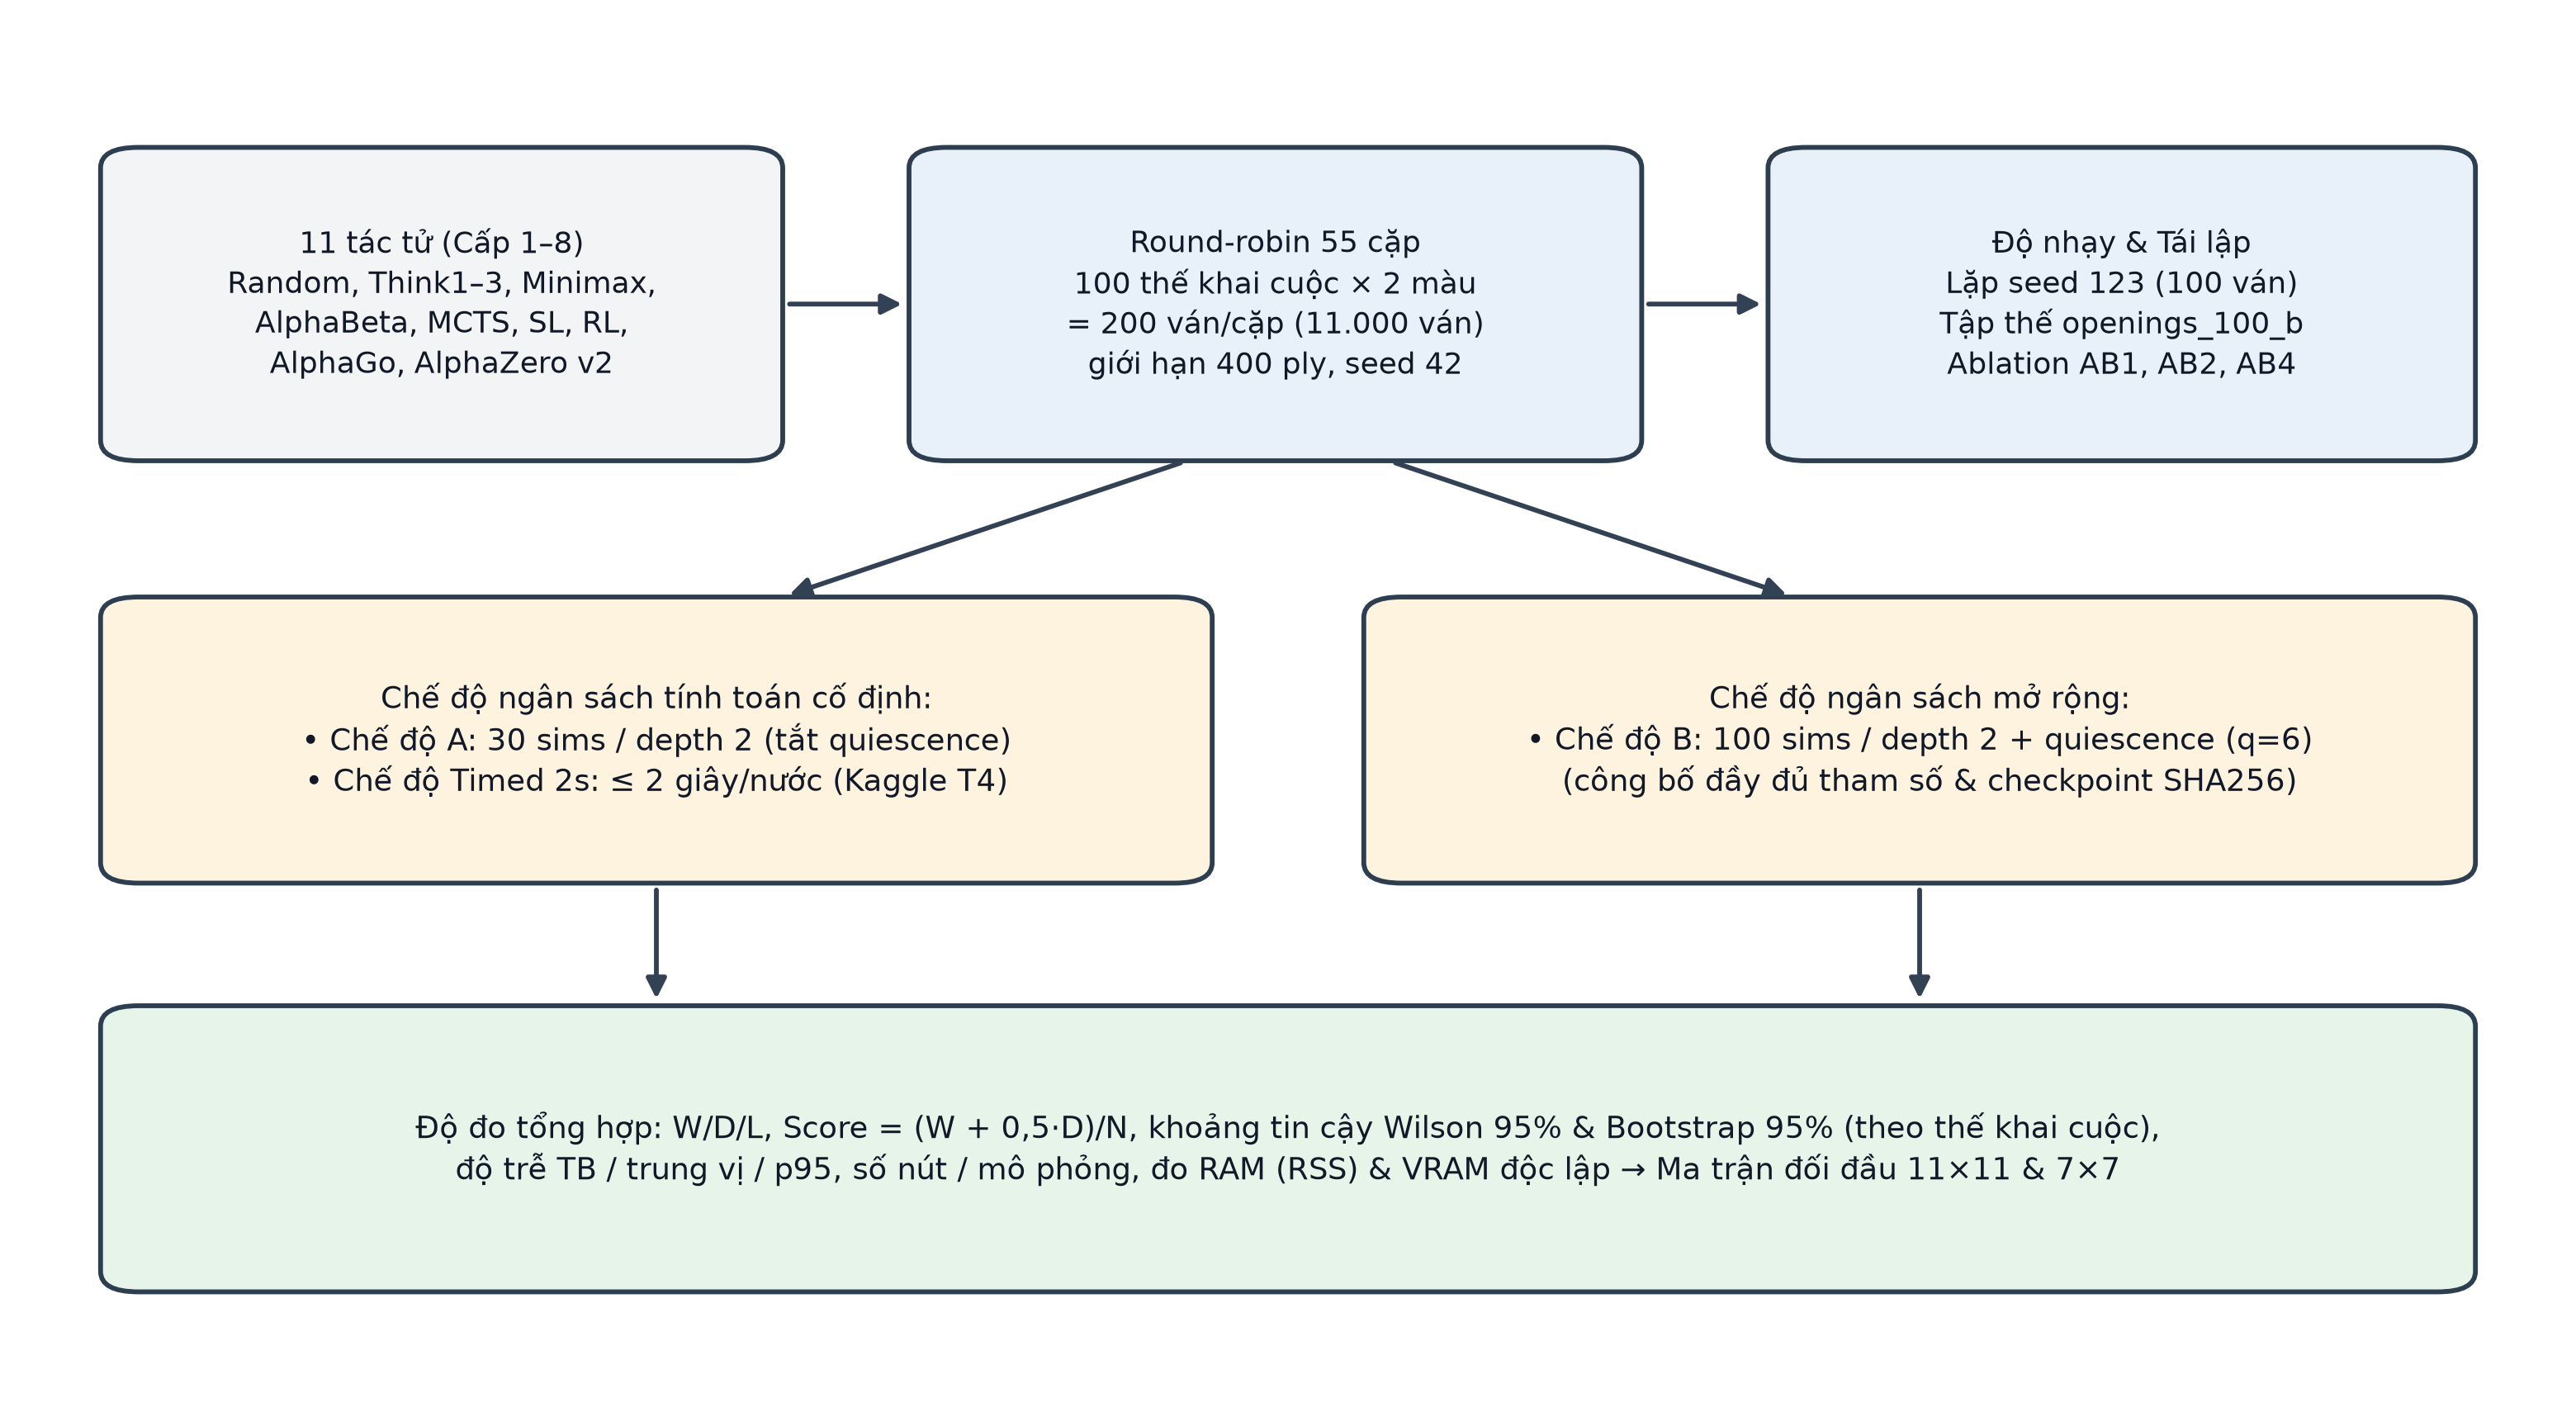 11 tác tử (Cấp 1–8)
Random, Think1–3, Minimax,
AlphaBeta, MCTS, SL, RL,
AlphaGo, AlphaZero v2
Round-robin 55 cặp
100 thế khai cuộc × 2 màu
= 200 ván/cặp (11.000 ván)
giới hạn 400 ply, seed 42
Độ nhạy & Tái lập
Lặp seed 123 (100 ván)
Tập thế openings_100_b
Ablation AB1, AB2, AB4
Chế độ ngân sách tính toán cố định:
• Chế độ A: 30 sims / depth 2 (tắt quiescence)
• Chế độ Timed 2s: ≤ 2 giây/nước (Kaggle T4)
Chế độ ngân sách mở rộng:
• Chế độ B: 100 sims / depth 2 + quiescence (q=6)
(công bố đầy đủ tham số & checkpoint SHA256)
Độ đo tổng hợp: W/D/L, Score = (W + 0,5·D)/N, khoảng tin cậy Wilson 95% & Bootstrap 95% (theo thế khai cuộc),
độ trễ TB / trung vị / p95, số nút / mô phỏng, đo RAM (RSS) & VRAM độc lập → Ma trận đối đầu 11×11 & 7×7